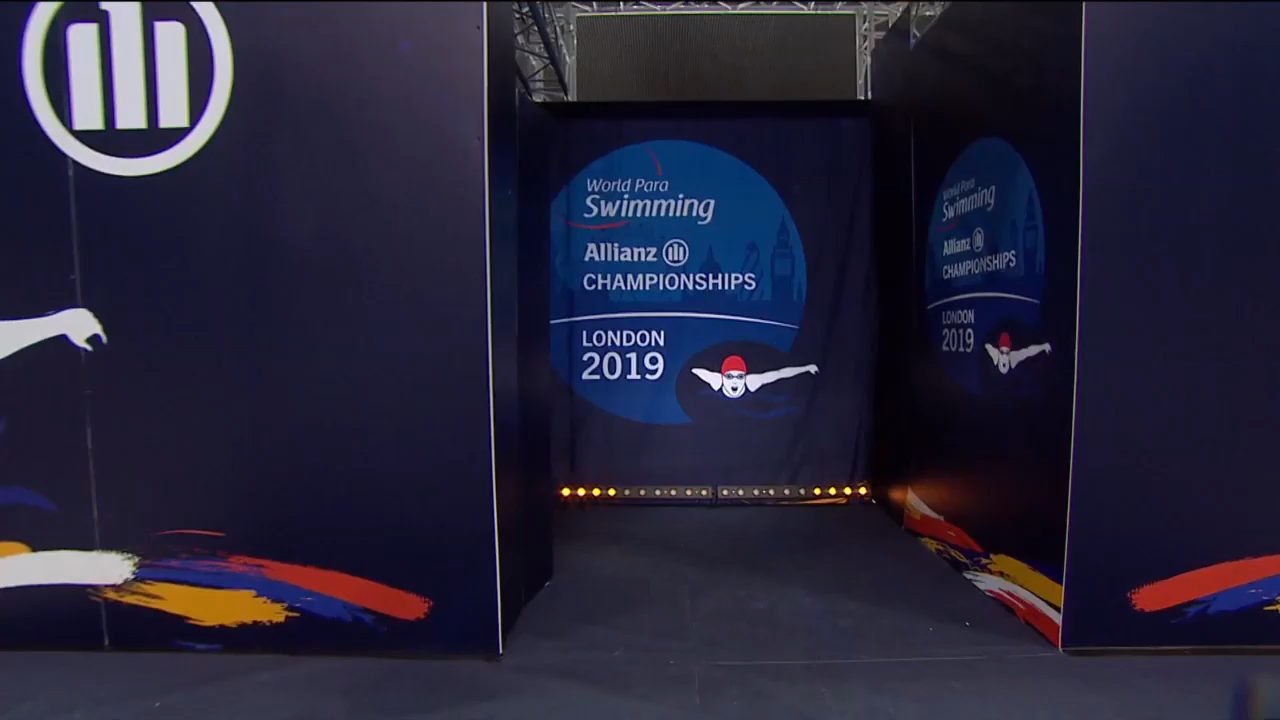 World Para
Swimming
Allianz
CHAMPIONSHIPS
LONDON
2019
World Para
Swimming
Allianz
CHAMPIONSHIPS
LONDON
2019